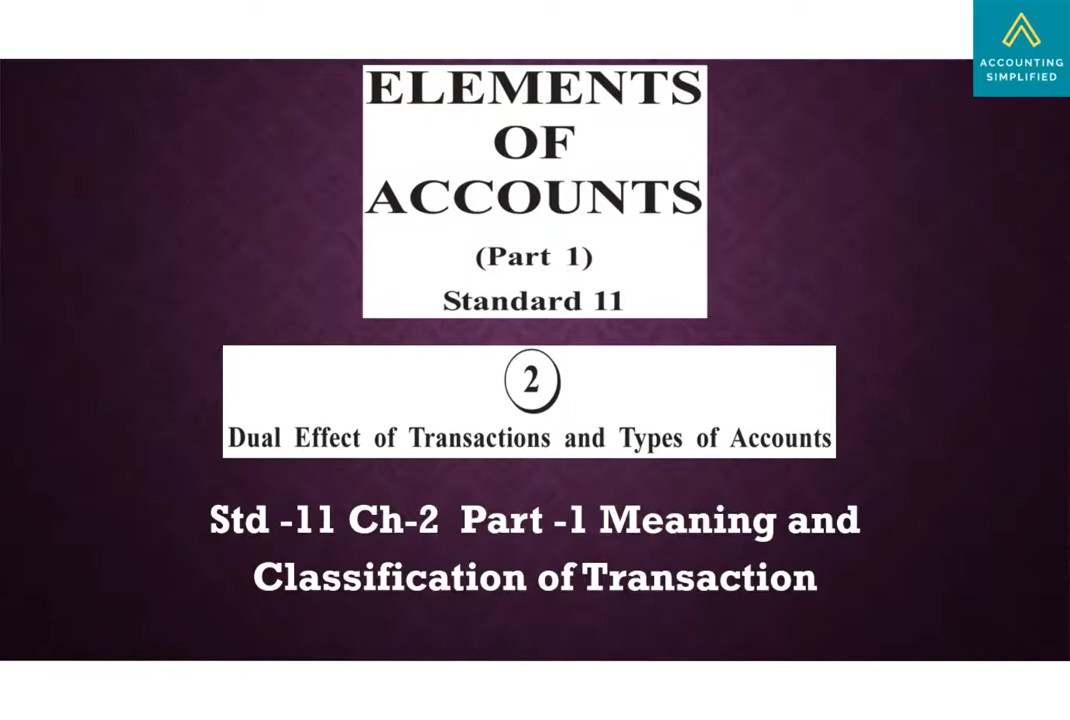 ACCOUNTING
SIMPLIFIED
ELEMENTS
OF
ACCOUNTS
(Part 1)
Standard 11
2
Dual Effect of Transactions and Types of Accounts
Std -11 Ch-2 Part -1 Meaning and
Classification of Transaction